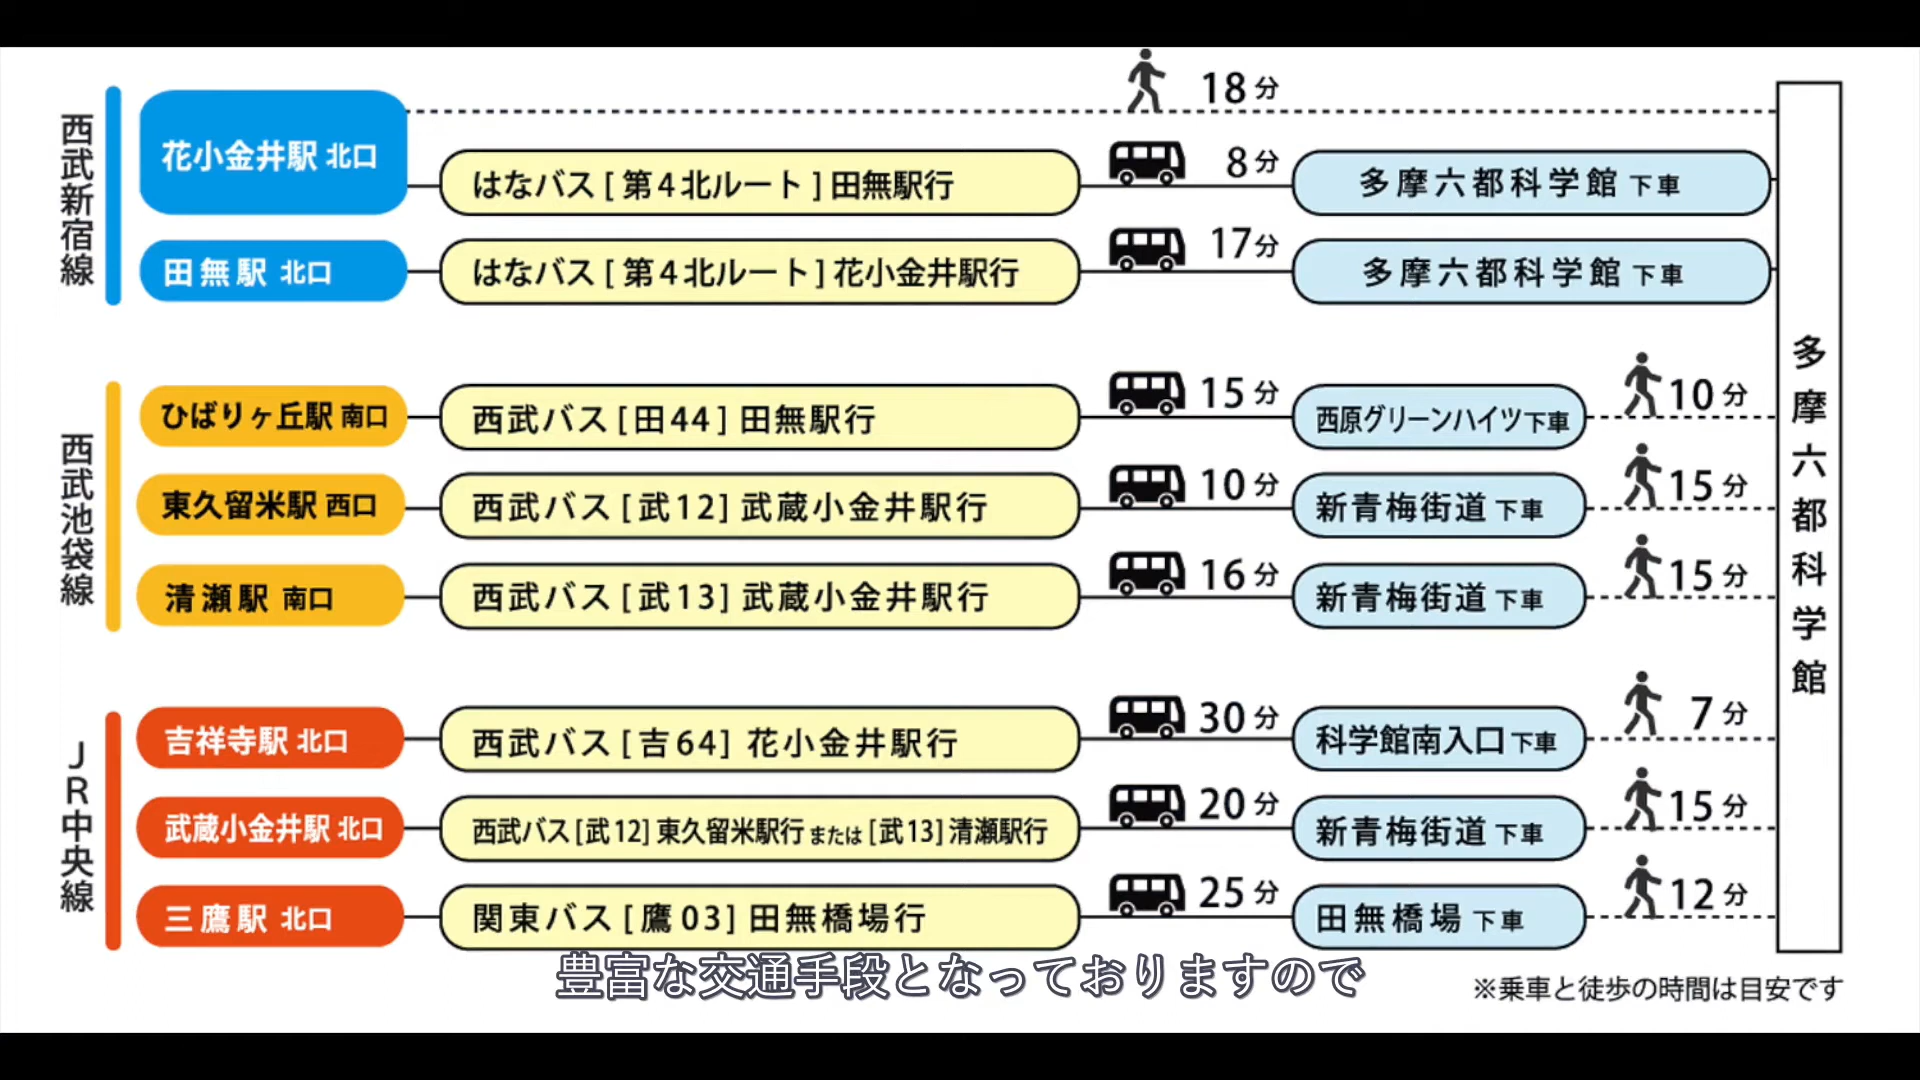 西武新宿線
花小金井駅 北口
18分
はなバス [ 第4北ルート ] 田無駅行
8分
多摩六都科学館 下車
田無駅 北口
はなバス [ 第4北ルート ] 花小金井駅行
17分
多摩六都科学館 下車
西武池袋線
ひばりヶ丘駅 南口
西武バス [ 田44 ] 田無駅行
15分
西原グリーンハイツ下車
10分
東久留米駅 西口
西武バス [ 武12 ] 武蔵小金井駅行
10分
新青梅街道 下車
15分
清瀬駅 南口
西武バス [ 武13 ] 武蔵小金井駅行
16分
新青梅街道 下車
15分
JR中央線
吉祥寺駅 北口
西武バス [ 吉64 ] 花小金井駅行
30分
科学館南入口 下車
7分
武蔵小金井駅 北口
西武バス [武12] 東久留米駅行 または [武13] 清瀬駅行
20分
新青梅街道 下車
15分
三鷹駅 北口
関東バス [ 鷹03 ] 田無橋場行
25分
田無橋場 下車
12分
多摩六都科学館
豊富な交通手段となっておりますので
※乗車と徒歩の時間は目安です